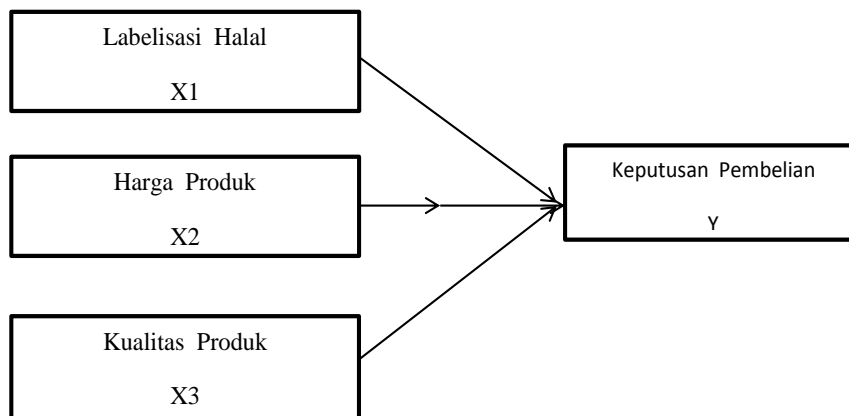 Labelisasi Halal
X1
Harga Produk
X2
Keputusan Pembelian
Y
Kualitas Produk
X3